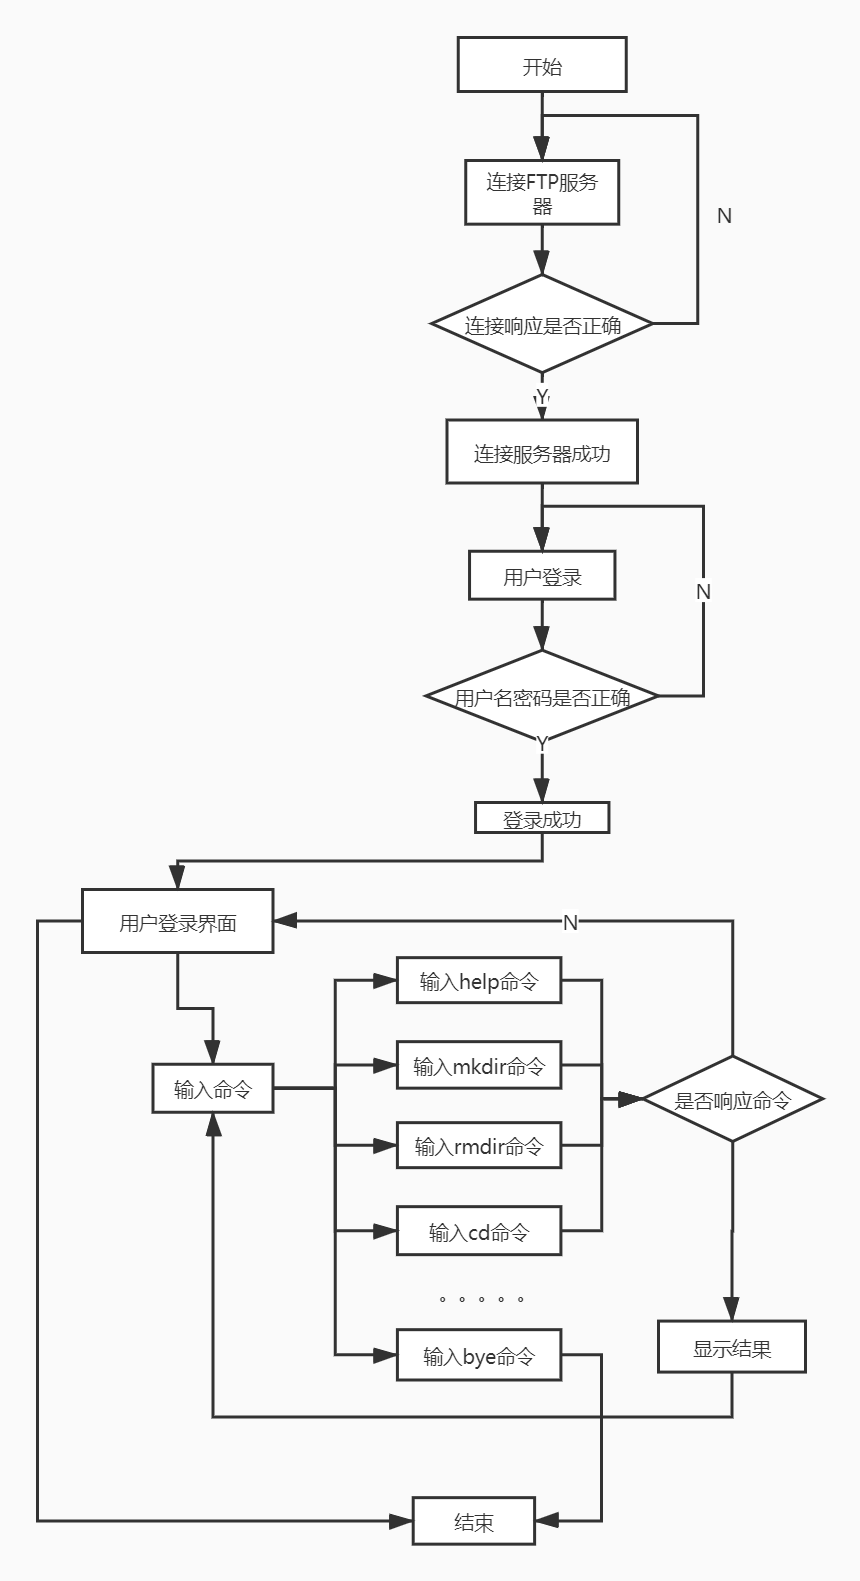 开始
连接FTP服务
器
N
连接响应是否正确
Y
连接服务器成功
用户登录
N
用户名密码是否正确
Y
登录成功
用户登录界面
N
输入help命令
输入mkdir命令
输入命令
是否响应命令
输入rmdir命令
输入cd命令
。。。。。
显示结果
输入bye命令
结束